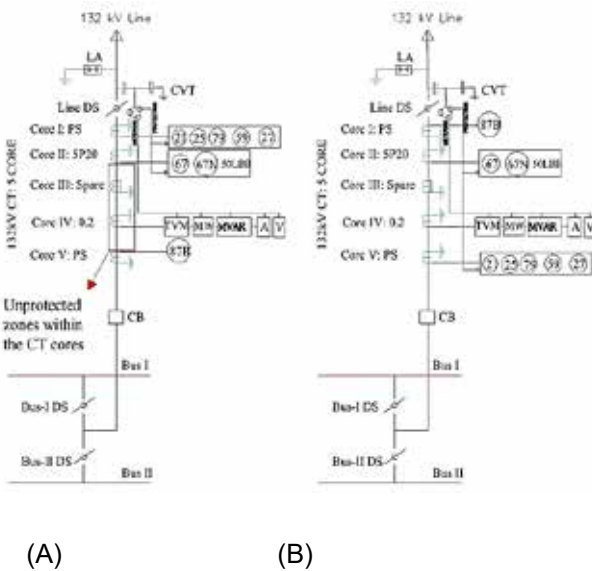 132 kV Line
LA
CVT
Line DS
Core I: PS
21 25 79 59 27
Core II: 5P20
67 67N 50LBB
Core III: Spare
132kV CT: 5 CORE
Core IV: 0.2
TVM MW MVAR A V
Core V: PS
87B
Unprotected
zones within
the CT cores
CB
Bus I
Bus-I DS
Bus-II DS
Bus II
(A)
132 kV Line
LA
CVT
Line DS
Core I: PS
87B
Core II: 5P20
67 67N 50LBB
Core III: Spare
132kV CT: 5 CORE
Core IV: 0.2
TVM MW MVAR A V
Core V: PS
21 25 79 59 27
CB
Bus I
Bus-I DS
Bus-II DS
Bus II
(B)